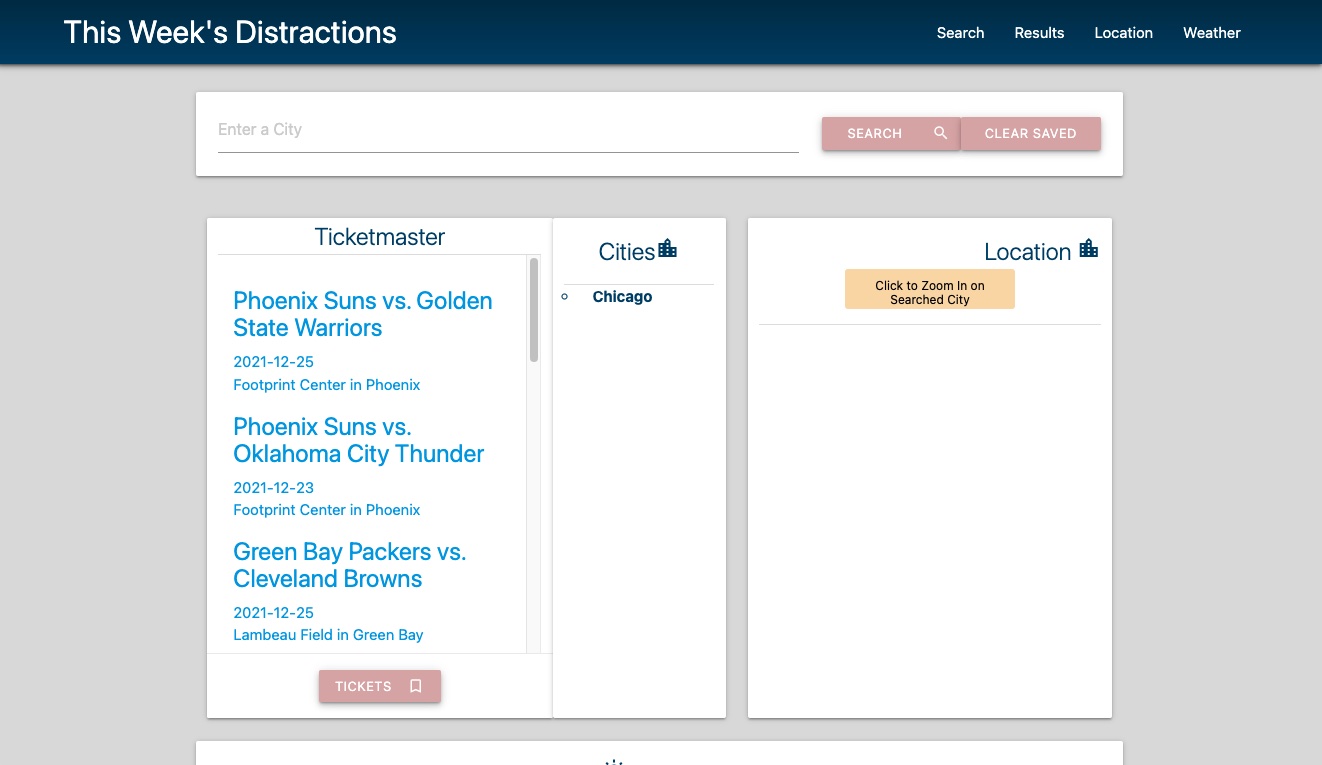 This Week's Distractions
Search Results Location Weather
Enter a City
SEARCH
CLEAR SAVED
Ticketmaster
Phoenix Suns vs. Golden
State Warriors
2021-12-25
Footprint Center in Phoenix
Phoenix Suns vs.
Oklahoma City Thunder
2021-12-23
Footprint Center in Phoenix
Green Bay Packers vs.
Cleveland Browns
2021-12-25
Lambeau Field in Green Bay
TICKETS
Cities
Chicago
Location
Click to Zoom In on
Searched City